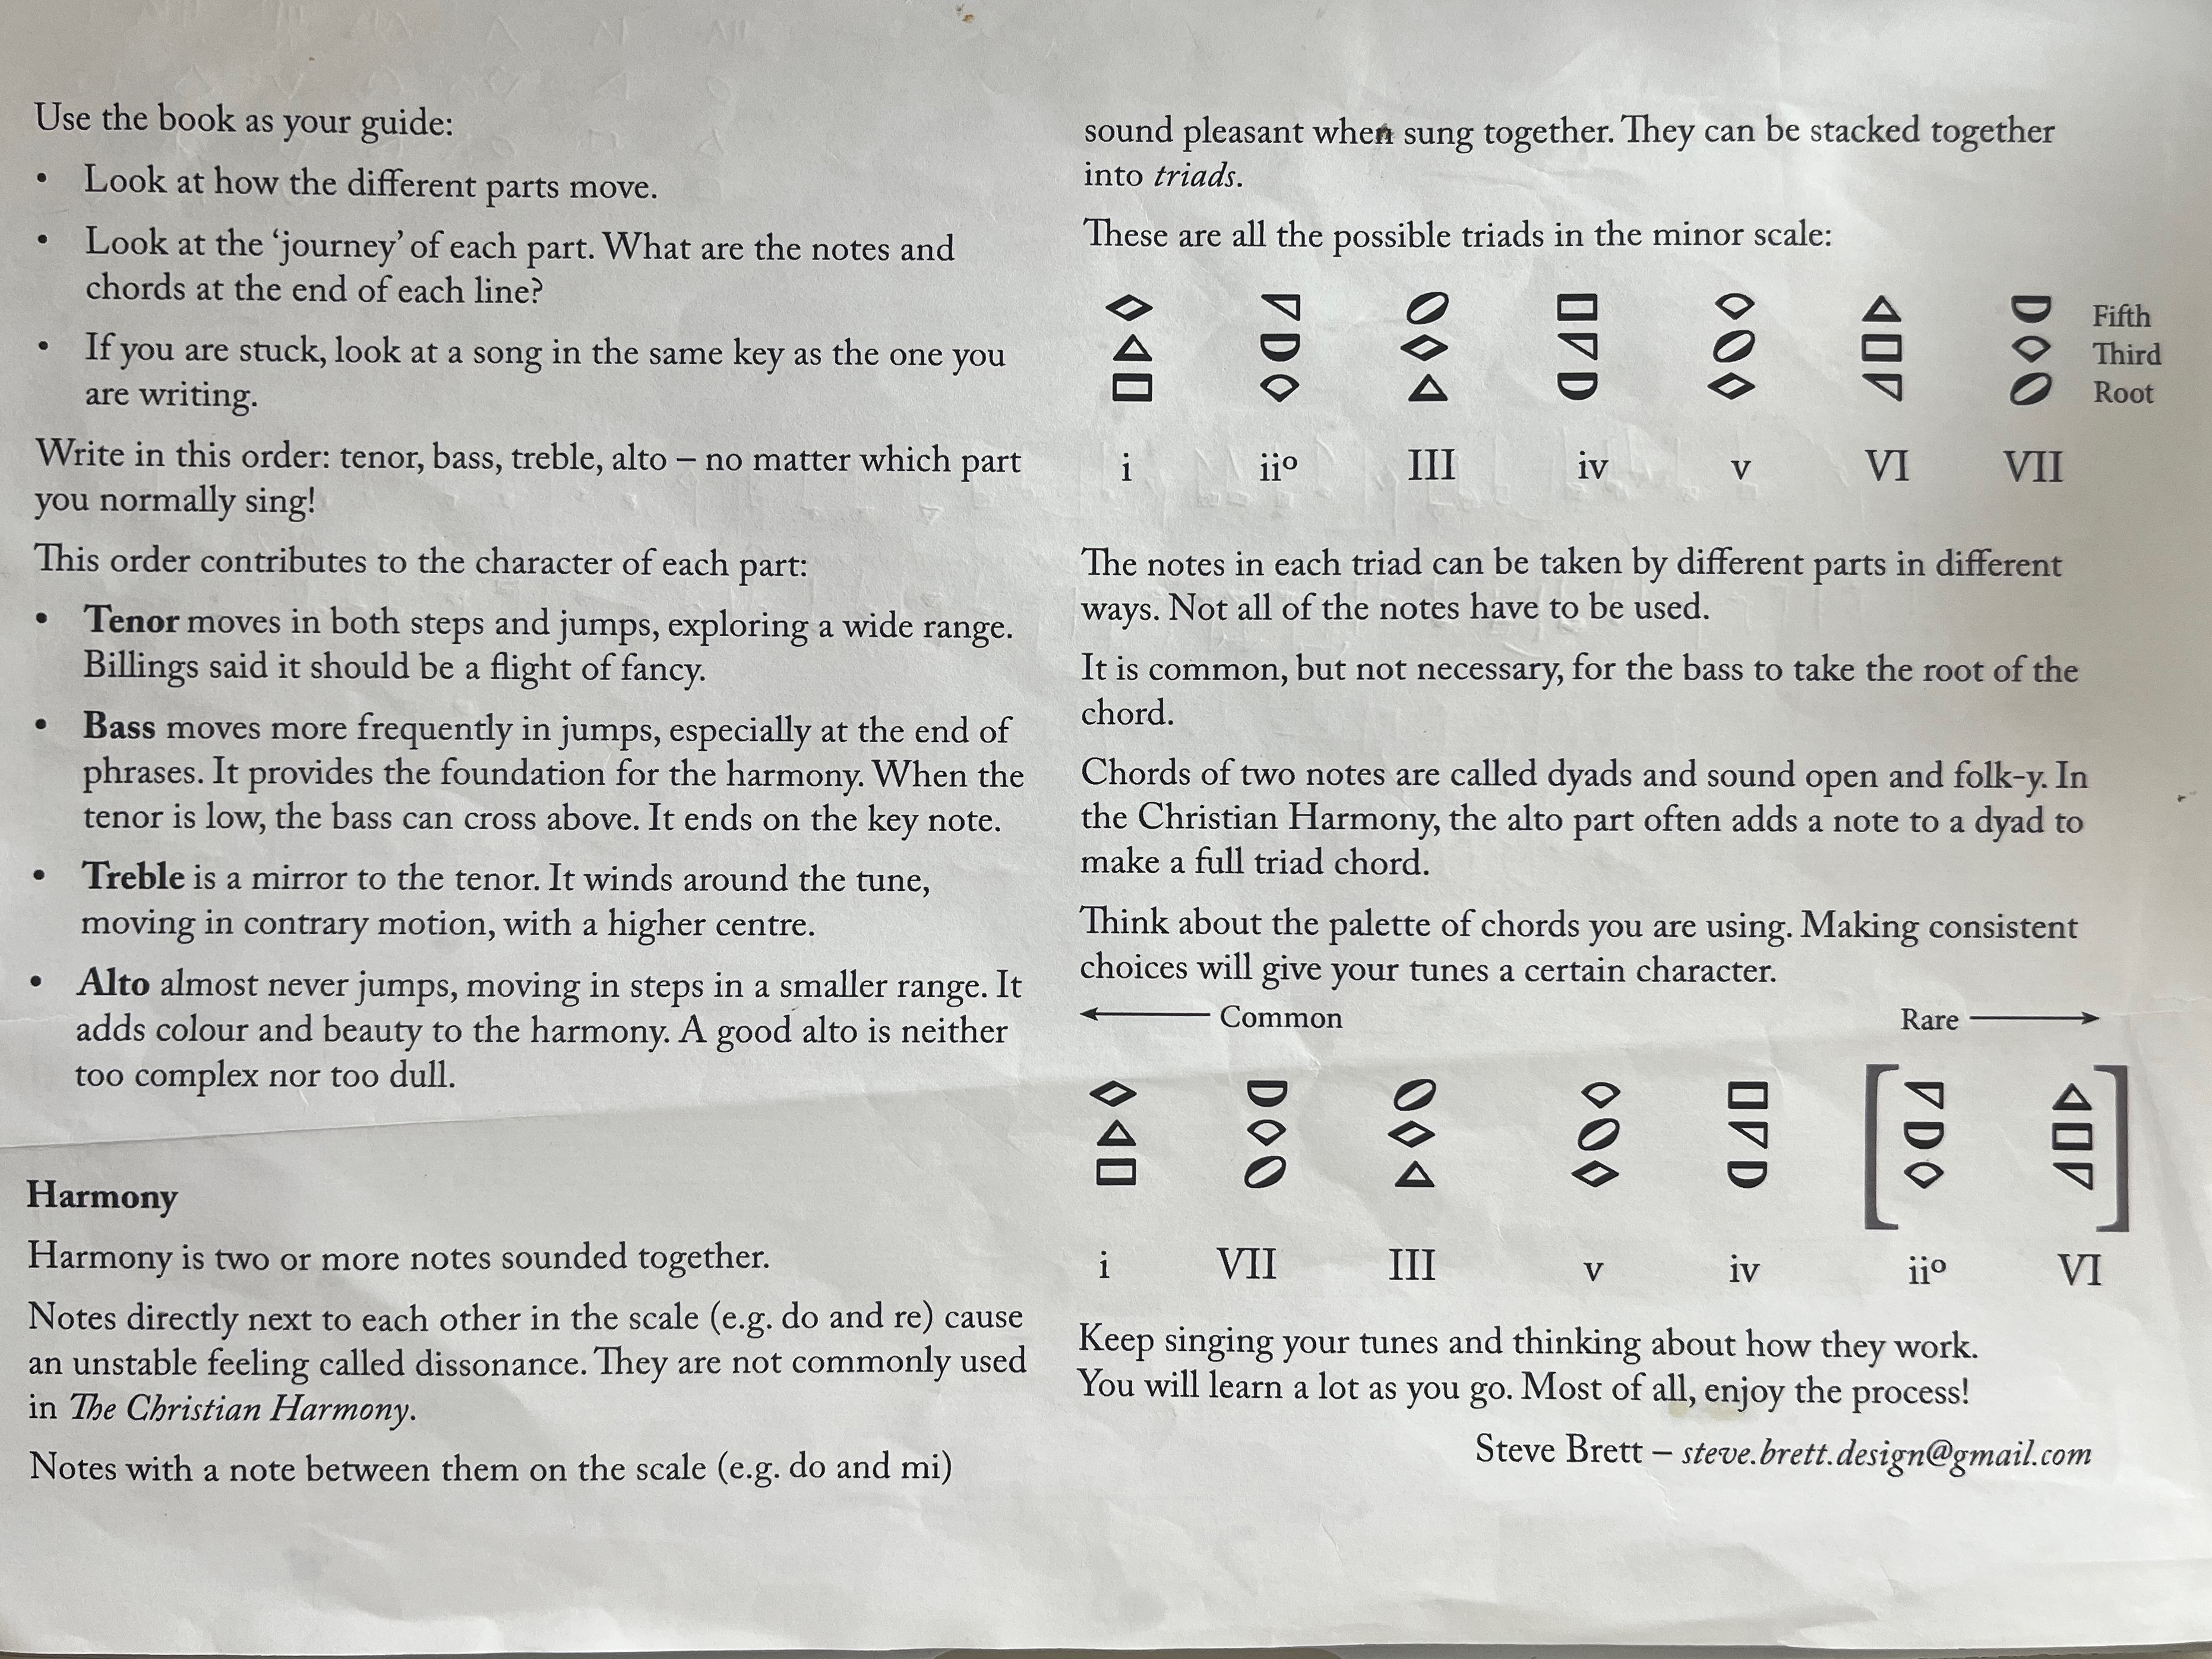 Use the book as your guide:
• Look at how the different parts move.
• Look at the ‘journey’ of each part. What are the notes and
chords at the end of each line?
• If you are stuck, look at a song in the same key as the one you
are writing.
Write in this order: tenor, bass, treble, alto – no matter which part
you normally sing!
This order contributes to the character of each part:
• Tenor moves in both steps and jumps, exploring a wide range.
Billings said it should be a flight of fancy.
• Bass moves more frequently in jumps, especially at the end of
phrases. It provides the foundation for the harmony. When the
tenor is low, the bass can cross above. It ends on the key note.
• Treble is a mirror to the tenor. It winds around the tune,
moving in contrary motion, with a higher centre.
• Alto almost never jumps, moving in steps in a smaller range. It
adds colour and beauty to the harmony. A good alto is neither
too complex nor too dull.
Harmony
Harmony is two or more notes sounded together.
Notes directly next to each other in the scale (e.g. do and re) cause
an unstable feeling called dissonance. They are not commonly used
in The Christian Harmony.
Notes with a note between them on the scale (e.g. do and mi)
sound pleasant when sung together. They can be stacked together
into triads.
These are all the possible triads in the minor scale:
Fifth
Third
Root
i iiº III iv v VI VII
The notes in each triad can be taken by different parts in different
ways. Not all of the notes have to be used.
It is common, but not necessary, for the bass to take the root of the
chord.
Chords of two notes are called dyads and sound open and folk-y. In
the Christian Harmony, the alto part often adds a note to a dyad to
make a full triad chord.
Think about the palette of chords you are using. Making consistent
choices will give your tunes a certain character.
Common Rare
i VII III v iv iiº VI
Keep singing your tunes and thinking about how they work.
You will learn a lot as you go. Most of all, enjoy the process!
Steve Brett – steve.brett.design@gmail.com